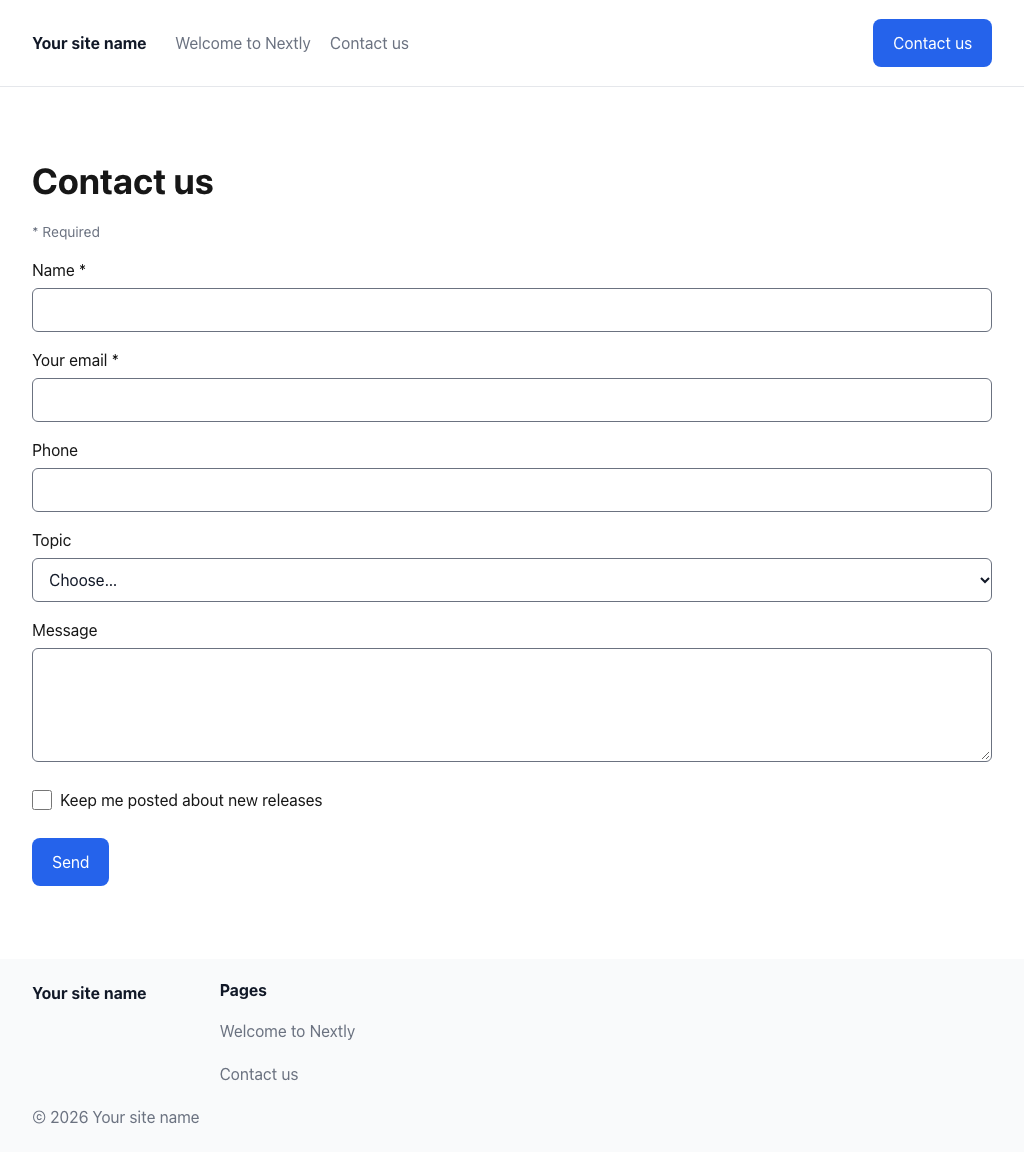 Your site name Welcome to Nextly Contact us Contact us
Contact us
* Required
Name *
Your email *
Phone
Topic
Choose...
Message
Keep me posted about new releases
Send
Your site name
Pages
Welcome to Nextly
Contact us
© 2026 Your site name